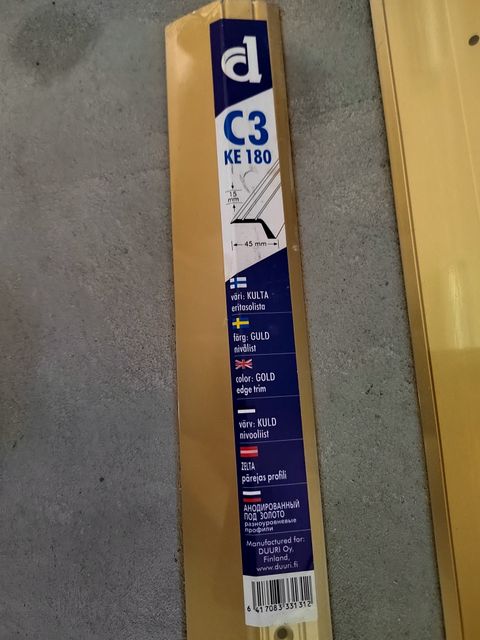 d
C3
KE 180
15
mm
45 mm
väri: KULTA
eritasolista
färg: GULD
nivålist
color: GOLD
edge trim
värv: KULD
nivooliist
ZELTA
pārejas profili
АНОДИРОВАННЫЙ
ПОД ЗОЛОТО
разноуровневые
профили
Manufactured for:
DUURI Oy,
Finland,
www.duuri.fi
6 417083 331312